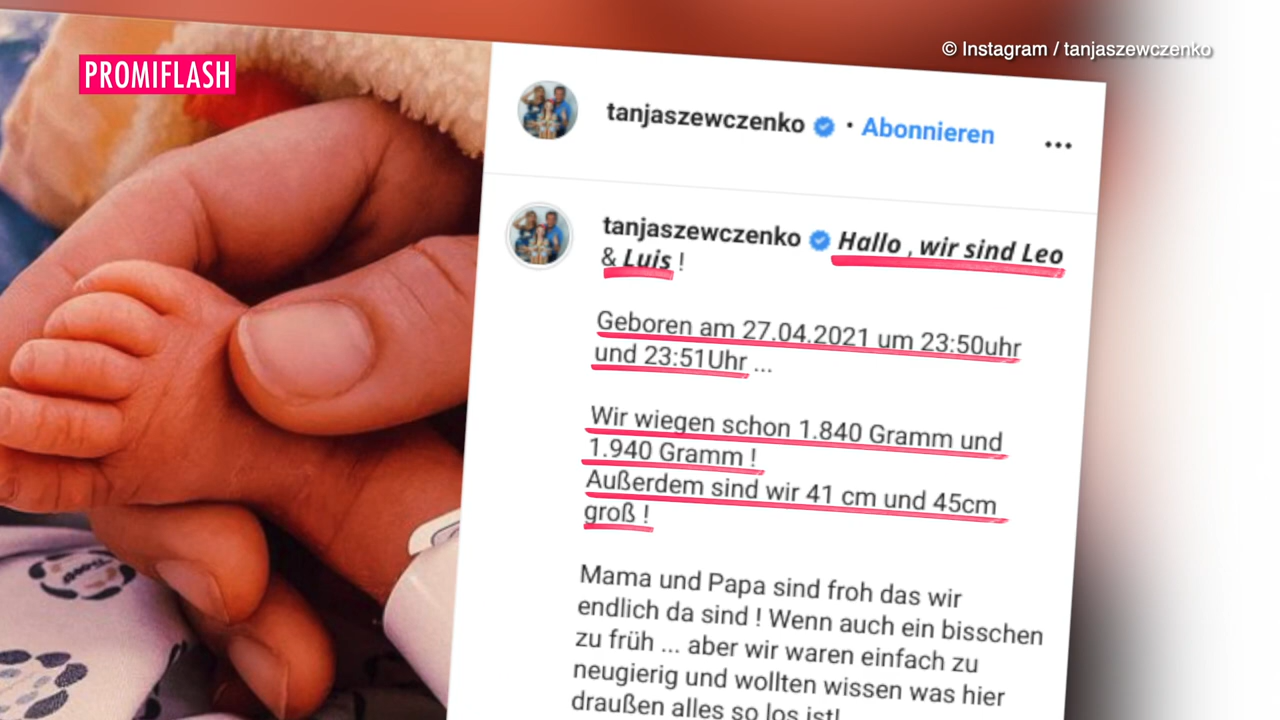 PROMIFLASH
© Instagram / tanjaszewczenko
tanjaszewczenko • Abonnieren
tanjaszewczenko Hallo , wir sind Leo
& Luis !
Geboren am 27.04.2021 um 23:50uhr
und 23:51Uhr ...
Wir wiegen schon 1.840 Gramm und
1.940 Gramm !
Außerdem sind wir 41 cm und 45cm
groß !
Mama und Papa sind froh das wir
endlich da sind ! Wenn auch ein bisschen
zu früh ... aber wir waren einfach zu
neugierig und wollten wissen was hier
draußen alles so los ist!